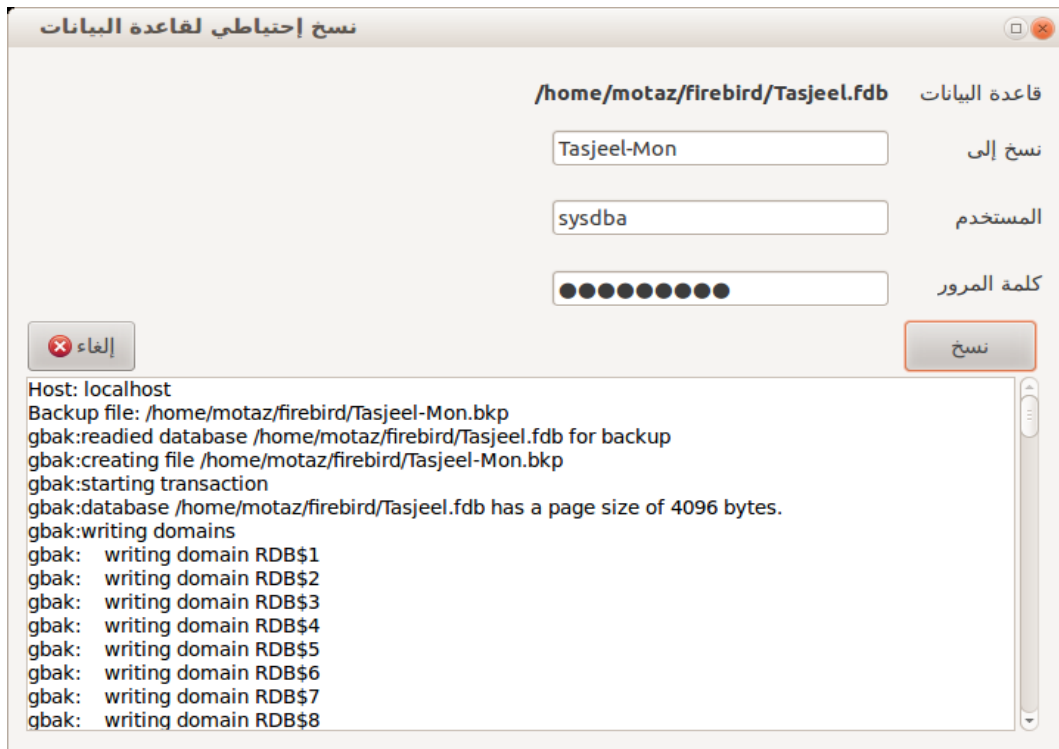 نسخ إحتياطي لقاعدة البيانات
قاعدة البيانات /home/motaz/firebird/Tasjeel.fdb
نسخ إلى Tasjeel-Mon
المستخدم sysdba
كلمة المرور ●●●●●●●●●
نسخ إلغاء
Host: localhost
Backup file: /home/motaz/firebird/Tasjeel-Mon.bkp
gbak:readied database /home/motaz/firebird/Tasjeel.fdb for backup
gbak:creating file /home/motaz/firebird/Tasjeel-Mon.bkp
gbak:starting transaction
gbak:database /home/motaz/firebird/Tasjeel.fdb has a page size of 4096 bytes.
gbak:writing domains
gbak:    writing domain RDB$1
gbak:    writing domain RDB$2
gbak:    writing domain RDB$3
gbak:    writing domain RDB$4
gbak:    writing domain RDB$5
gbak:    writing domain RDB$6
gbak:    writing domain RDB$7
gbak:    writing domain RDB$8